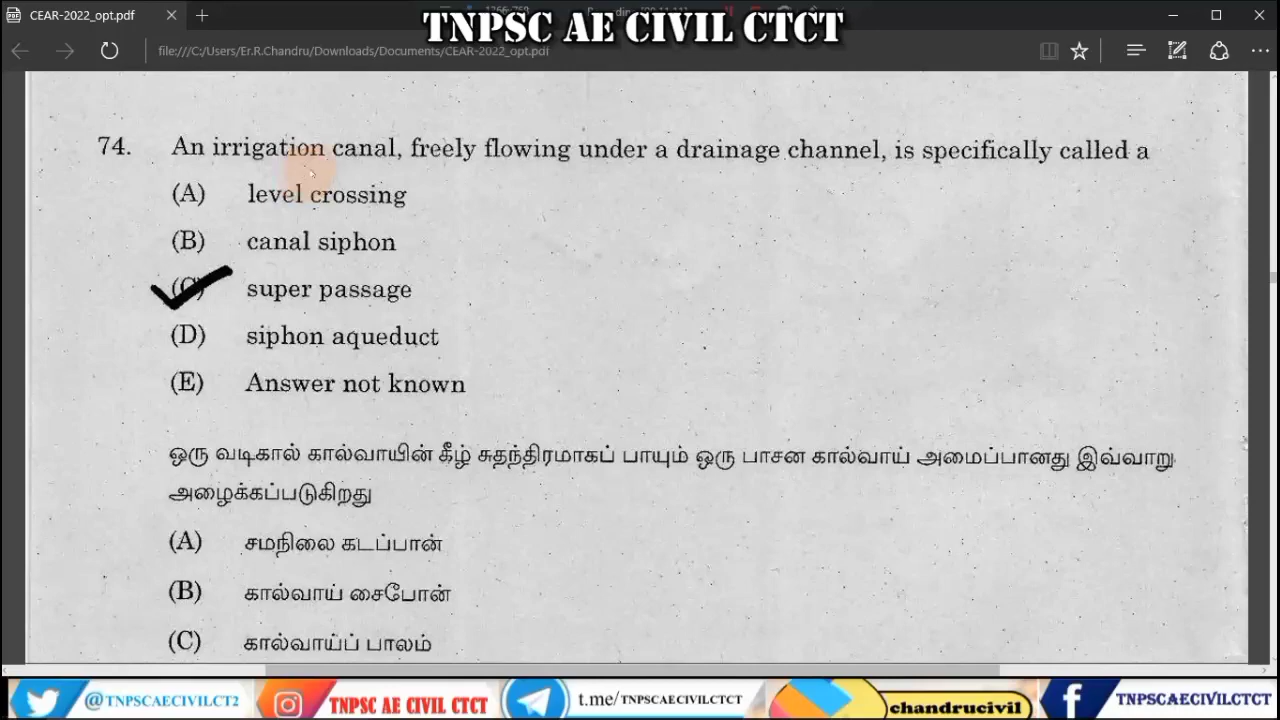 CEAR-2022_opt.pdf
TNPSC AE CIVIL CTCT
file:///C:/Users/Er.R.Chandru/Downloads/Documents/CEAR-2022_opt.pdf
74. An irrigation canal, freely flowing under a drainage channel, is specifically called a
(A) level crossing
(B) canal siphon
(C) super passage
(D) siphon aqueduct
(E) Answer not known
ஒரு வடிகால் கால்வாயின் கீழ் சுதந்திரமாகப் பாயும் ஒரு பாசன கால்வாய் அமைப்பானது இவ்வாறு
அழைக்கப்படுகிறது
(A) சமநிலை கடப்பான்
(B) கால்வாய் சைபோன்
(C) கால்வாய்ப் பாலம்
@TNPSCAECIVILCT2 TNPSC AE CIVIL CTCT t.me/TNPSCAECIVILCTCT chandrucivil TNPSCAECIVILCTCT